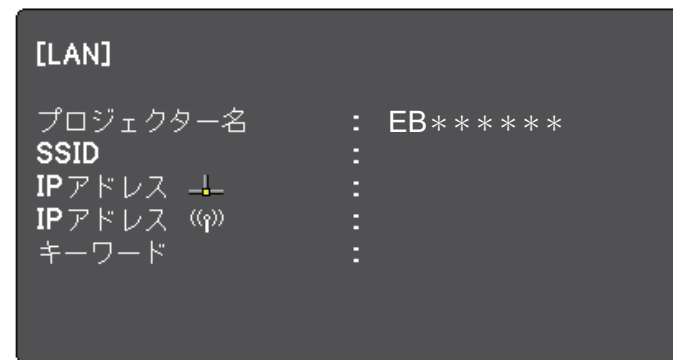 [LAN]
プロジェクター名 : EB＊＊＊＊＊＊
SSID :
IPアドレス :
IPアドレス :
キーワード :